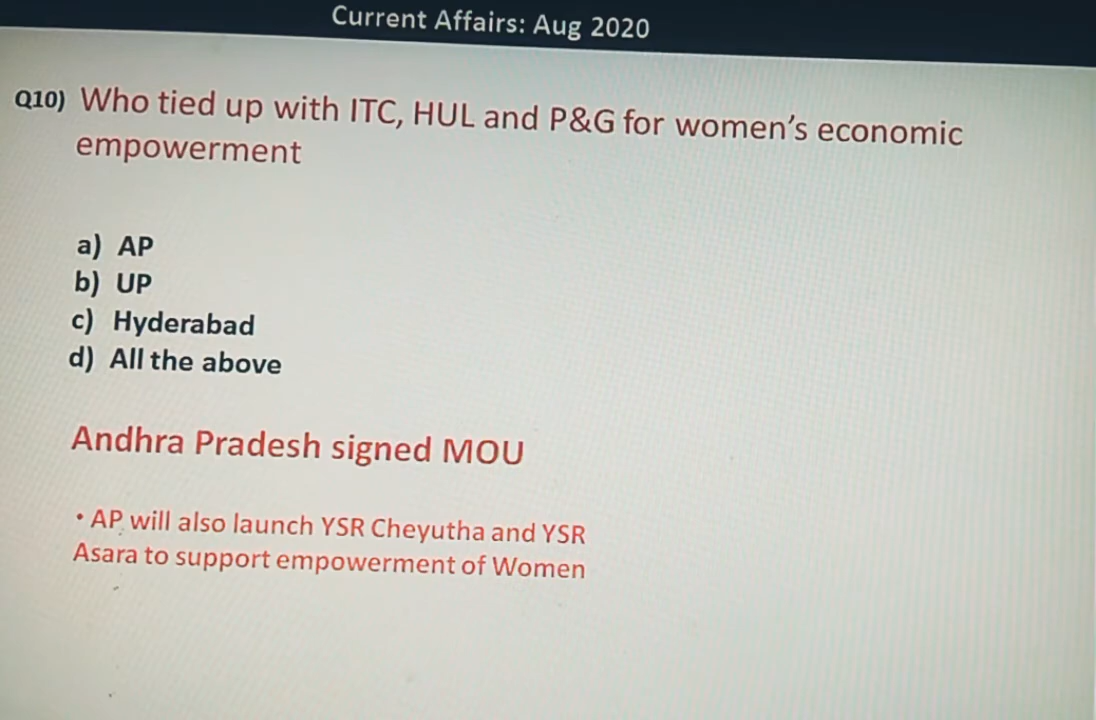 Current Affairs: Aug 2020
Q10) Who tied up with ITC, HUL and P&G for women's economic
empowerment
a) AP
b) UP
c) Hyderabad
d) All the above
Andhra Pradesh signed MOU
• AP will also launch YSR Cheyutha and YSR
Asara to support empowerment of Women